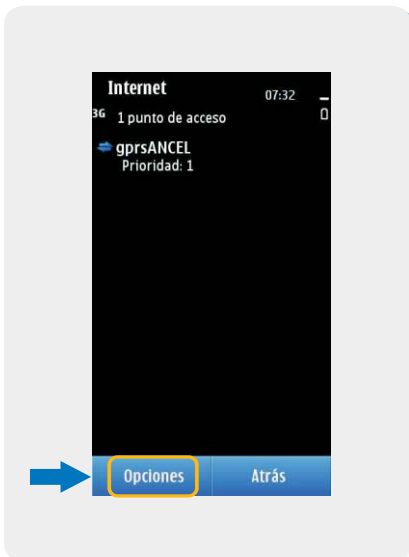 Internet
07:32
3G
1 punto de acceso
gprsANCEL
Prioridad: 1
Opciones
Atrás